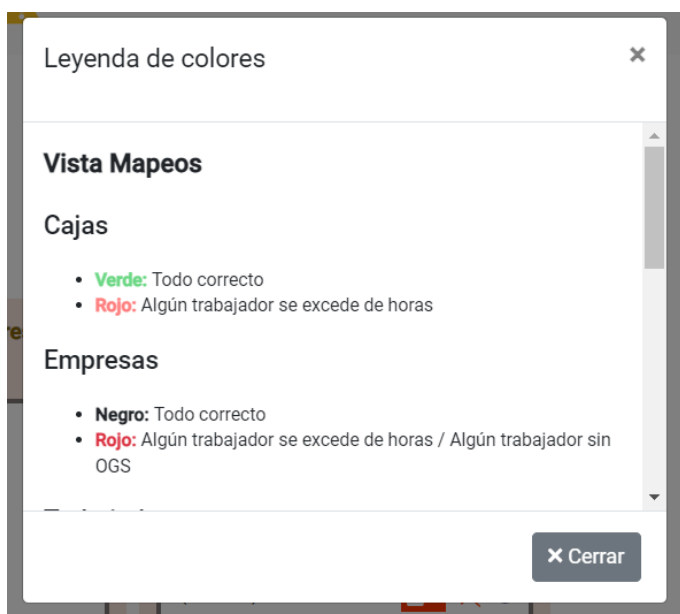 Leyenda de colores
×
Vista Mapeos
Cajas
• Verde: Todo correcto
• Rojo: Algún trabajador se excede de horas
Empresas
• Negro: Todo correcto
• Rojo: Algún trabajador se excede de horas / Algún trabajador sin
OGS
× Cerrar